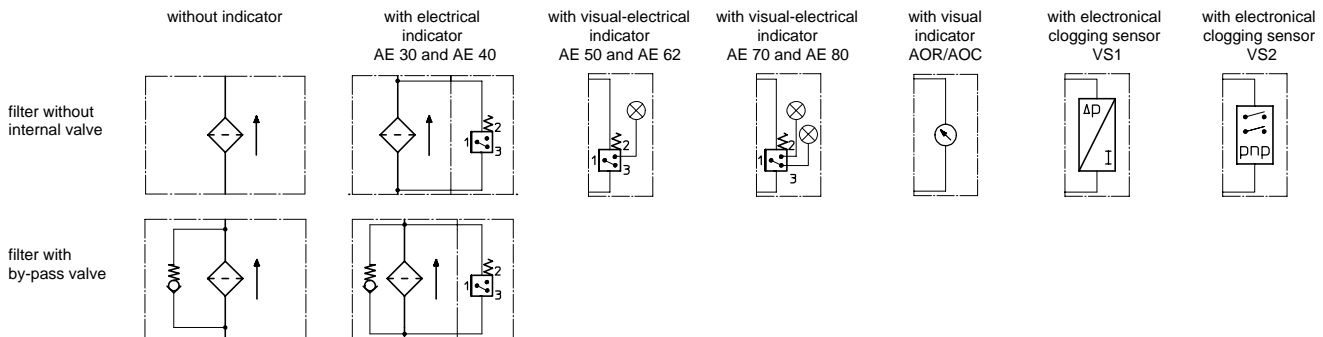 without indicator
with electrical
indicator
AE 30 and AE 40
with visual-electrical
indicator
AE 50 and AE 62
with visual-electrical
indicator
AE 70 and AE 80
with visual
indicator
AOR/AOC
with electronical
clogging sensor
VS1
with electronical
clogging sensor
VS2
filter without
internal valve
1
2
3
1
2
3
1
2
3
Δp
I
pnp
filter with
by-pass valve
1
2
3